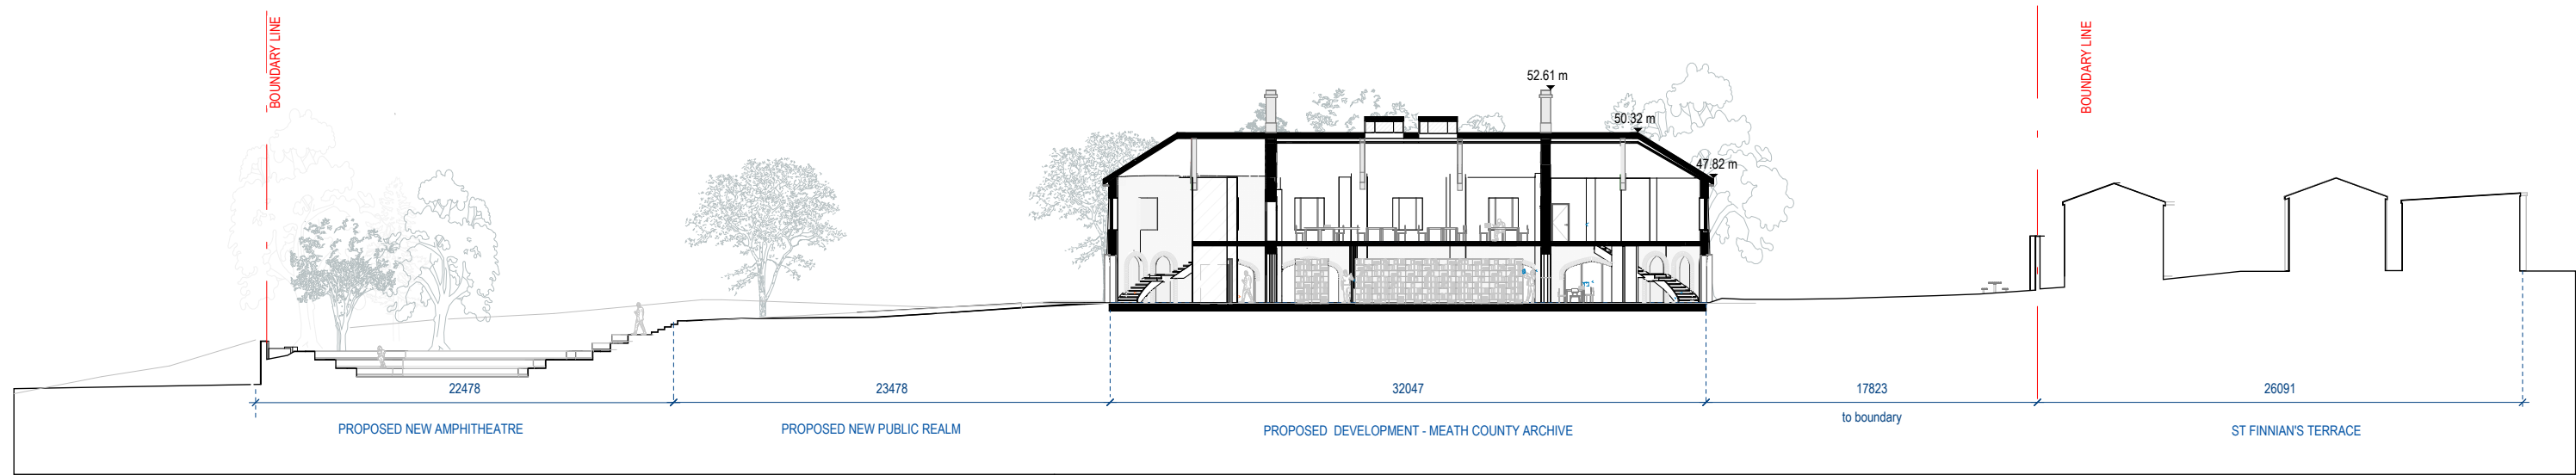 BOUNDARY LINE
BOUNDARY LINE
52.61 m
50.32 m
47.82 m
22478
23478
32047
17823
26091
to boundary
PROPOSED NEW AMPHITHEATRE
PROPOSED NEW PUBLIC REALM
PROPOSED DEVELOPMENT - MEATH COUNTY ARCHIVE
ST FINNIAN'S TERRACE